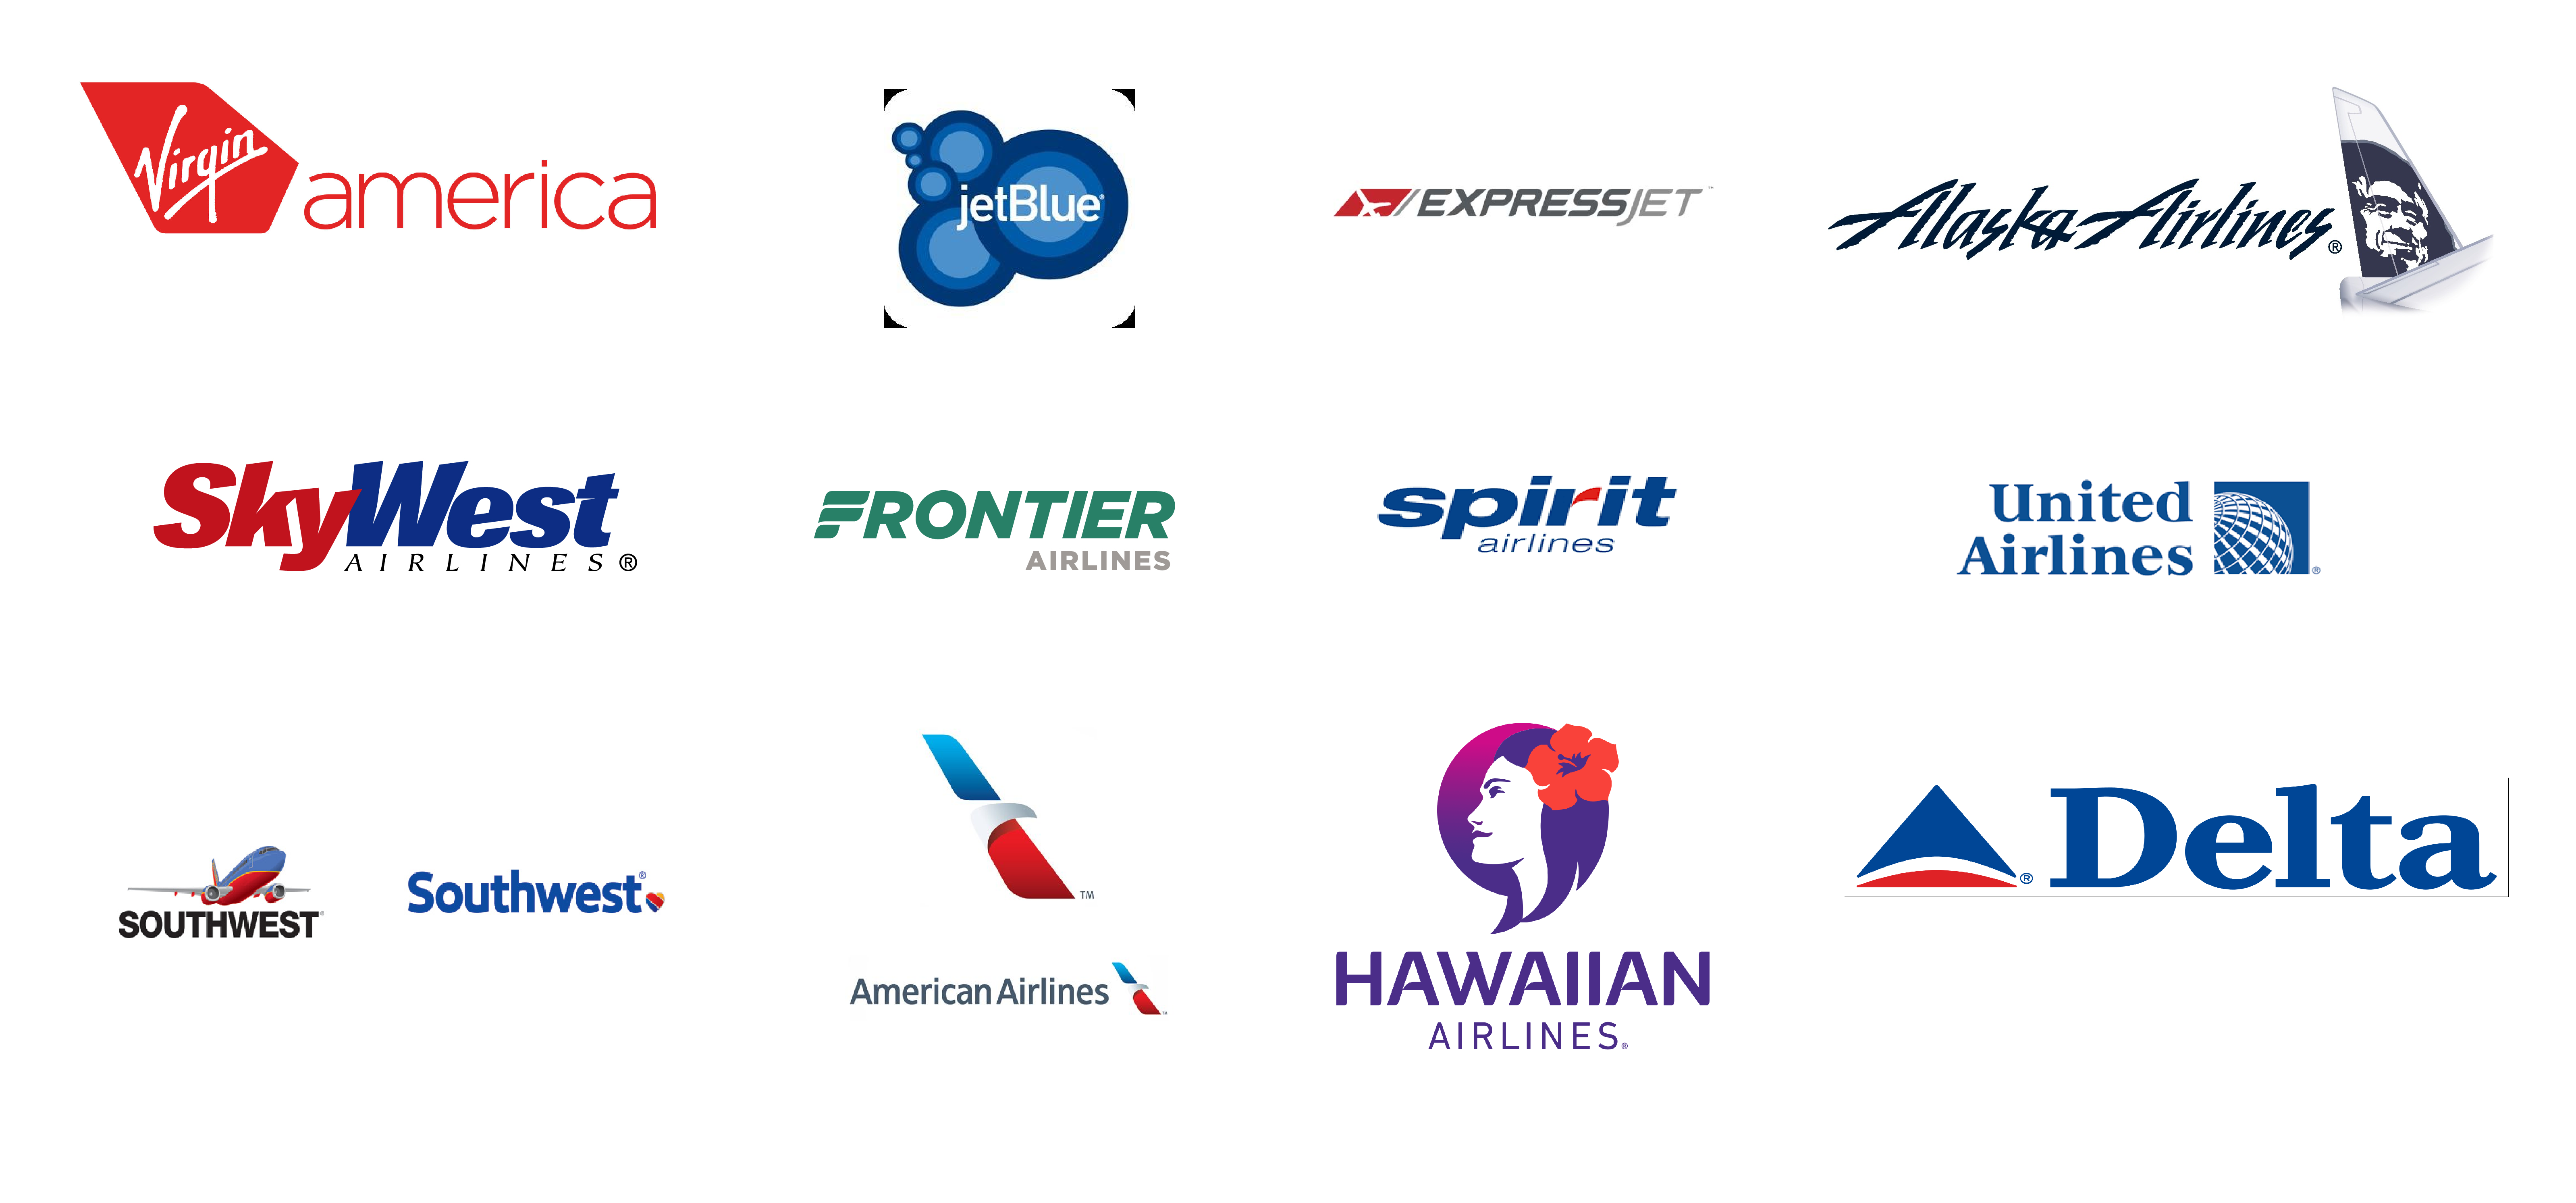 Virgin
america
jetBlue®
EXPRESSJET™
Alaska Airlines®
SkyWest
AIRLINES®
FRONTIER
AIRLINES
spirit
airlines
United
Airlines®
SOUTHWEST®
Southwest®
TM
American Airlines
HAWAIIAN
AIRLINES®
® Delta